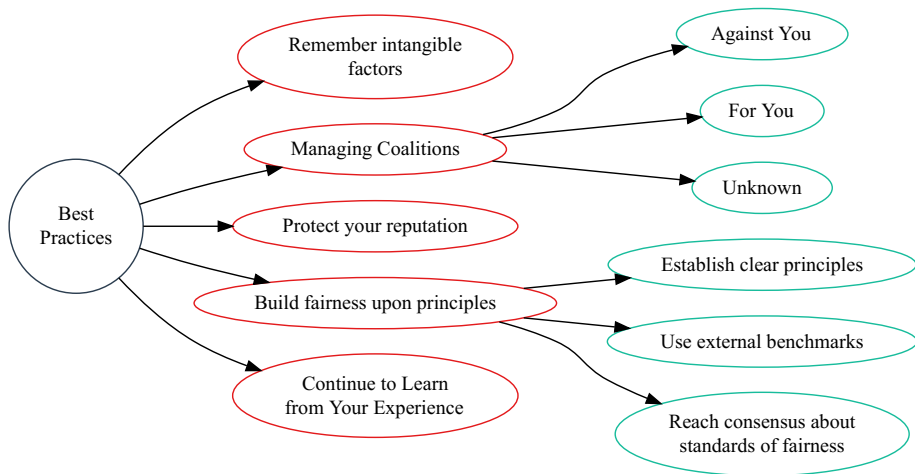 Best
Practices
Remember intangible
factors
Managing Coalitions
Protect your reputation
Build fairness upon principles
Continue to Learn
from Your Experience
Against You
For You
Unknown
Establish clear principles
Use external benchmarks
Reach consensus about
standards of fairness